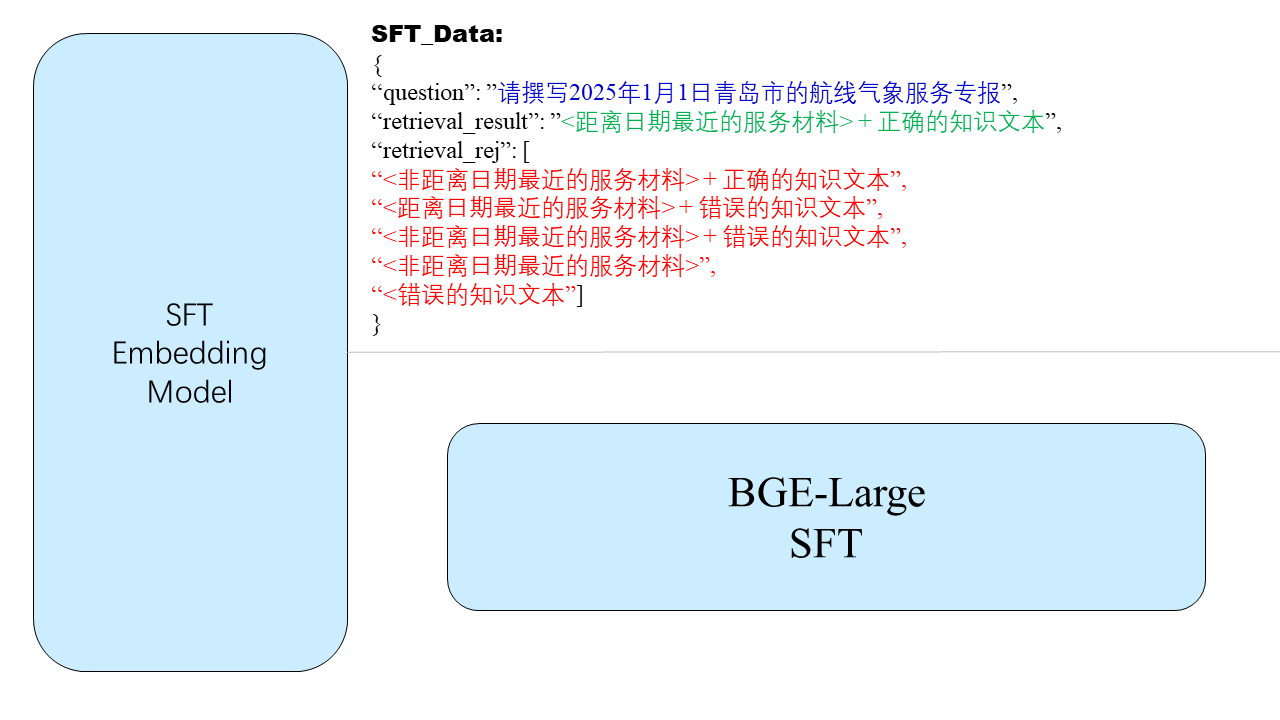 SFT_Data:
{
“question”: ”请撰写2025年1月1日青岛市的航线气象服务专报”,
“retrieval_result”: ”<距离日期最近的服务材料>+ 正确的知识文本”,
“retrieval_rej”: [
“<非距离日期最近的服务材料>+ 正确的知识文本”,
“<距离日期最近的服务材料>+ 错误的知识文本”,
“<非距离日期最近的服务材料>+ 错误的知识文本”,
“<非距离日期最近的服务材料>”,
“<错误的知识文本”]
}
SFT
Embedding
Model
BGE-Large
SFT